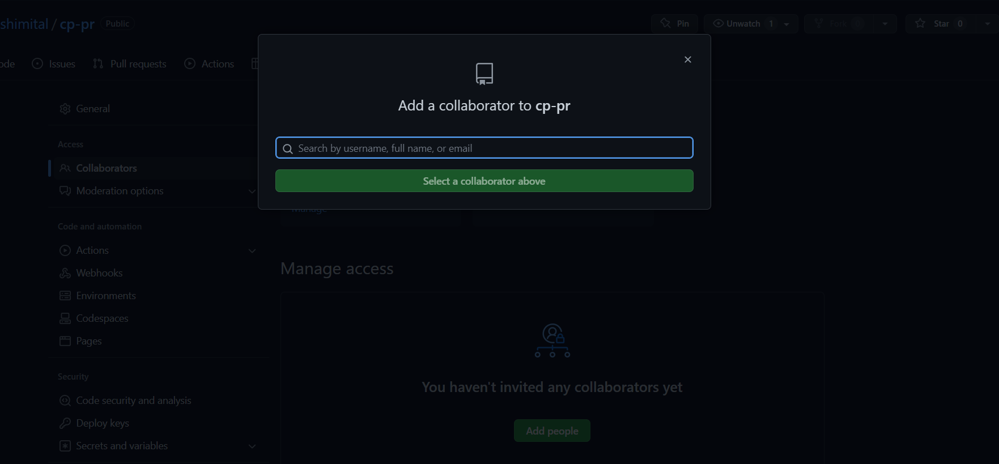 shimital / cp-pr Public
Pin
Unwatch 1
Fork
Star 0
ode
Issues
Pull requests
Actions
Add a collaborator to cp-pr
Search by username, full name, or email
Select a collaborator above
General
Access
Collaborators
Moderation options
Manage
Code and automation
Actions
Webhooks
Environments
Codespaces
Pages
Security
Code security and analysis
Deploy keys
Secrets and variables
Manage access
You haven't invited any collaborators yet
Add people